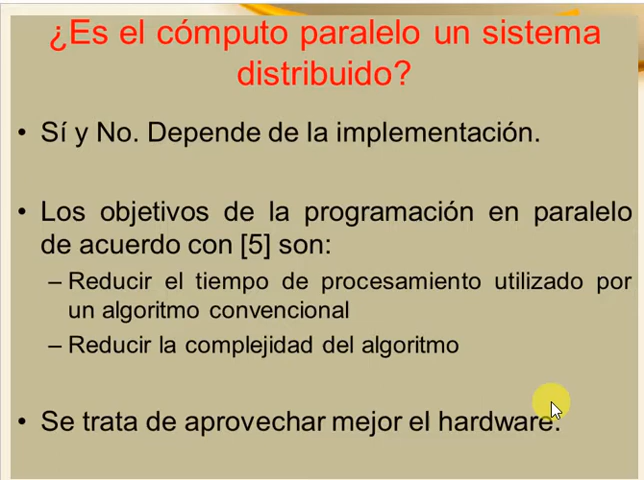 ¿Es el cómputo paralelo un sistema
distribuido?
• Sí y No. Depende de la implementación.
• Los objetivos de la programación en paralelo
de acuerdo con [5] son:
– Reducir el tiempo de procesamiento utilizado por
un algoritmo convencional
– Reducir la complejidad del algoritmo
• Se trata de aprovechar mejor el hardware.